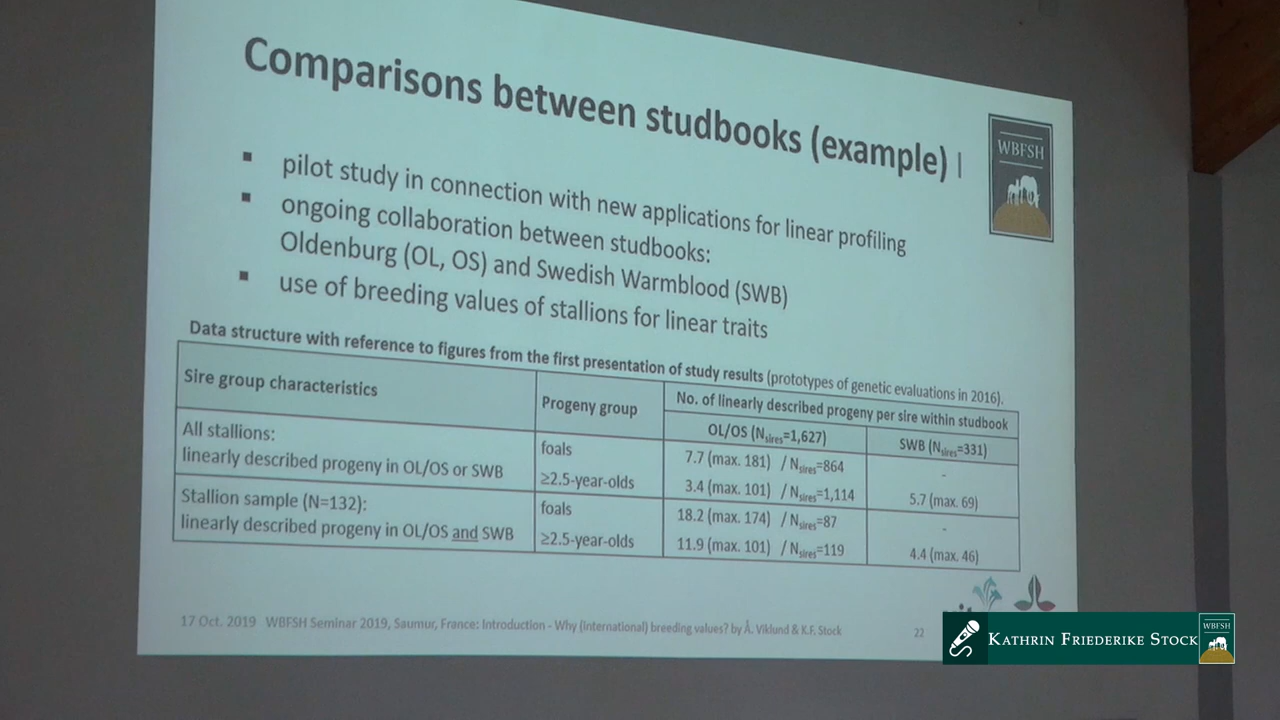 Comparisons between studbooks (example) I
WBFSH
▪ pilot study in connection with new applications for linear profiling
▪ ongoing collaboration between studbooks:
Oldenburg (OL, OS) and Swedish Warmblood (SWB)
▪ use of breeding values of stallions for linear traits
Data structure with reference to figures from the first presentation of study results (prototypes of genetic evaluations in 2016).
Sire group characteristics
Progeny group
No. of linearly described progeny per sire within studbook
OL/OS (Nsires=1,627)
SWB (Nsires=331)
All stallions:
linearly described progeny in OL/OS or SWB
foals
7.7 (max. 181) / Nsires=864
-
≥2.5-year-olds
3.4 (max. 101) / Nsires=1,114
5.7 (max. 69)
Stallion sample (N=132):
linearly described progeny in OL/OS and SWB
foals
18.2 (max. 174) / Nsires=87
-
≥2.5-year-olds
11.9 (max. 101) / Nsires=119
4.4 (max. 46)
17 Oct. 2019 WBFSH Seminar 2019, Saumur, France: Introduction - Why (International) breeding values? by Å. Viklund & K.F. Stock
22
KATHRIN FRIEDERIKE STOCK
WBFSH